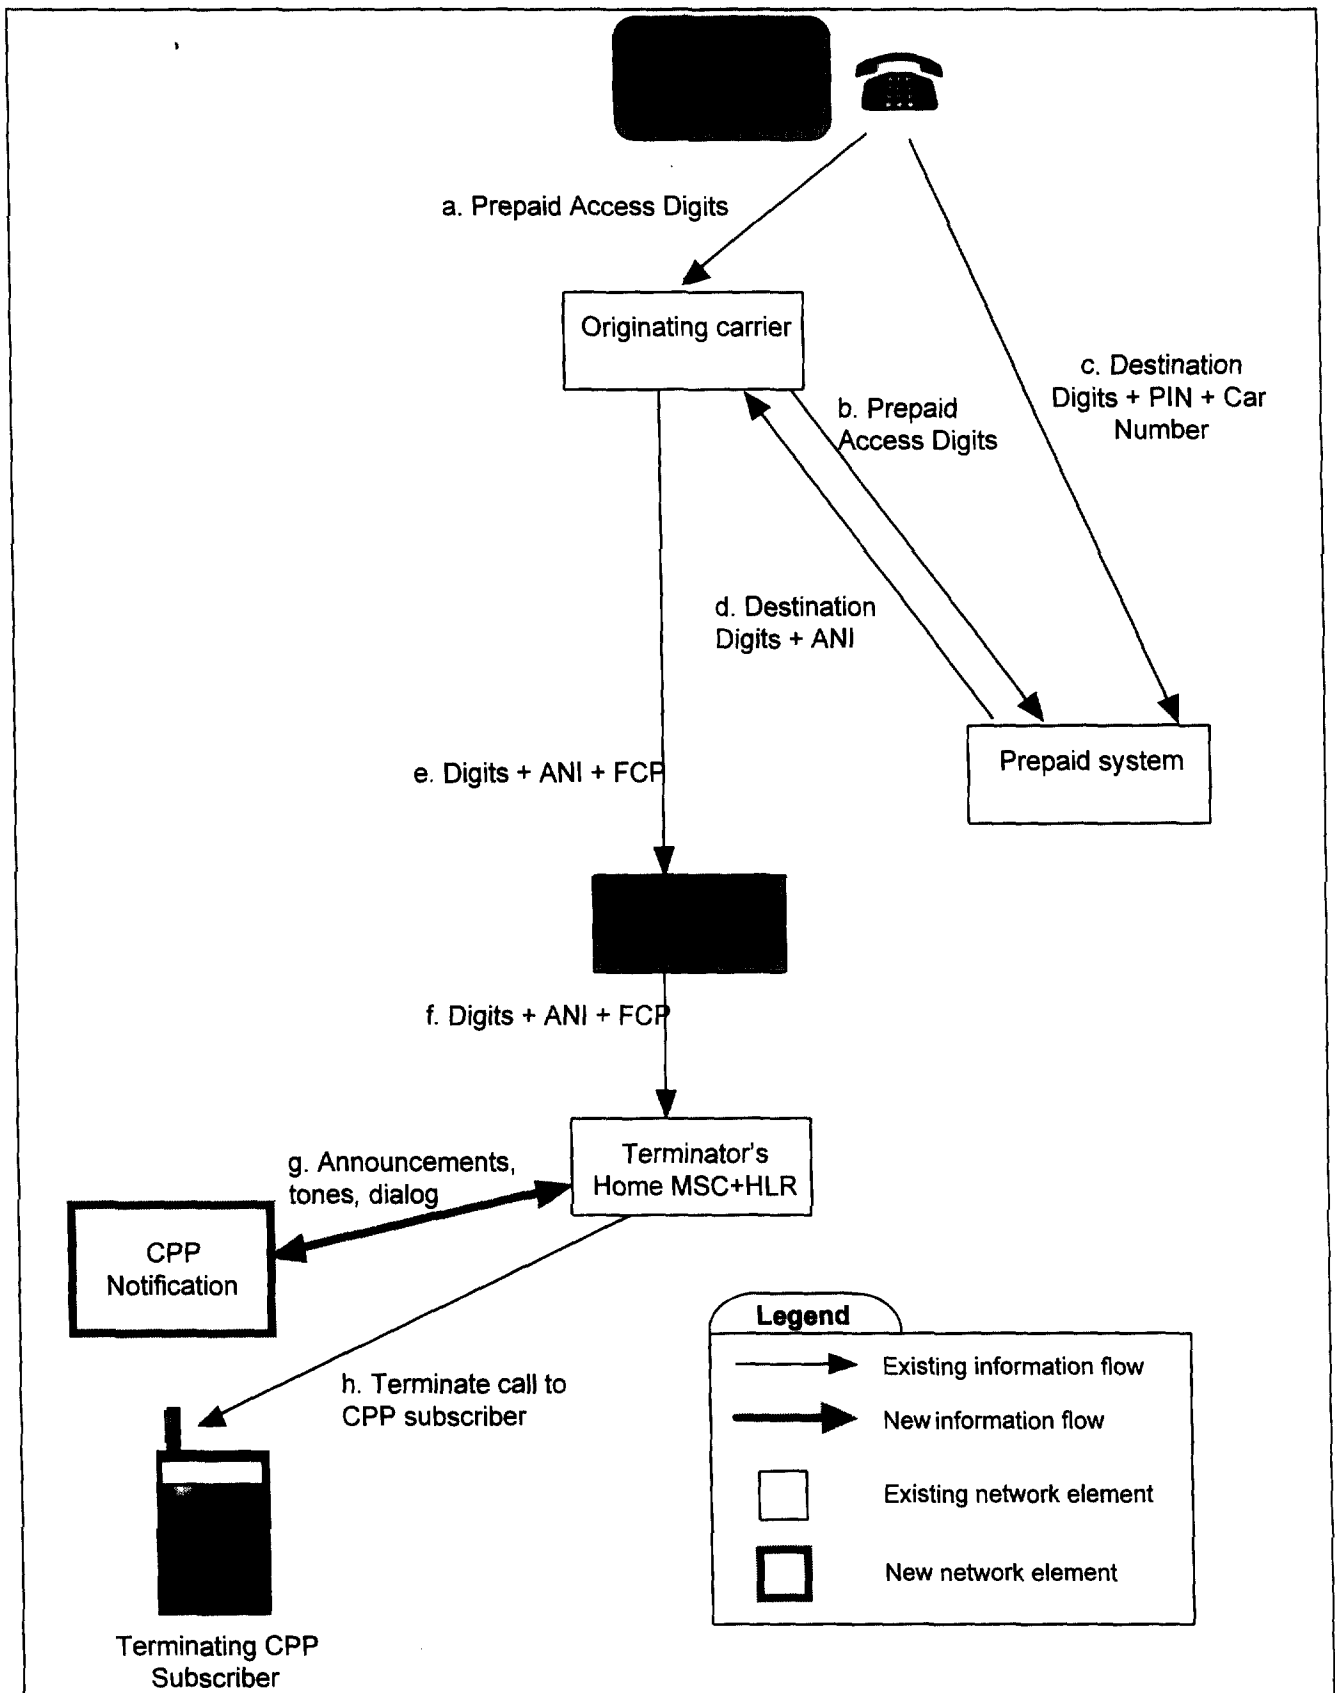 a. Prepaid Access Digits
Originating carrier
c. Destination
Digits + PIN + Car
Number
b. Prepaid
Access Digits
d. Destination
Digits + ANI
Prepaid system
e. Digits + ANI + FCP
f. Digits + ANI + FCP
Terminator's
Home MSC+HLR
g. Announcements,
tones, dialog
CPP
Notification
h. Terminate call to
CPP subscriber
Terminating CPP
Subscriber
Legend
Existing information flow
New information flow
Existing network element
New network element